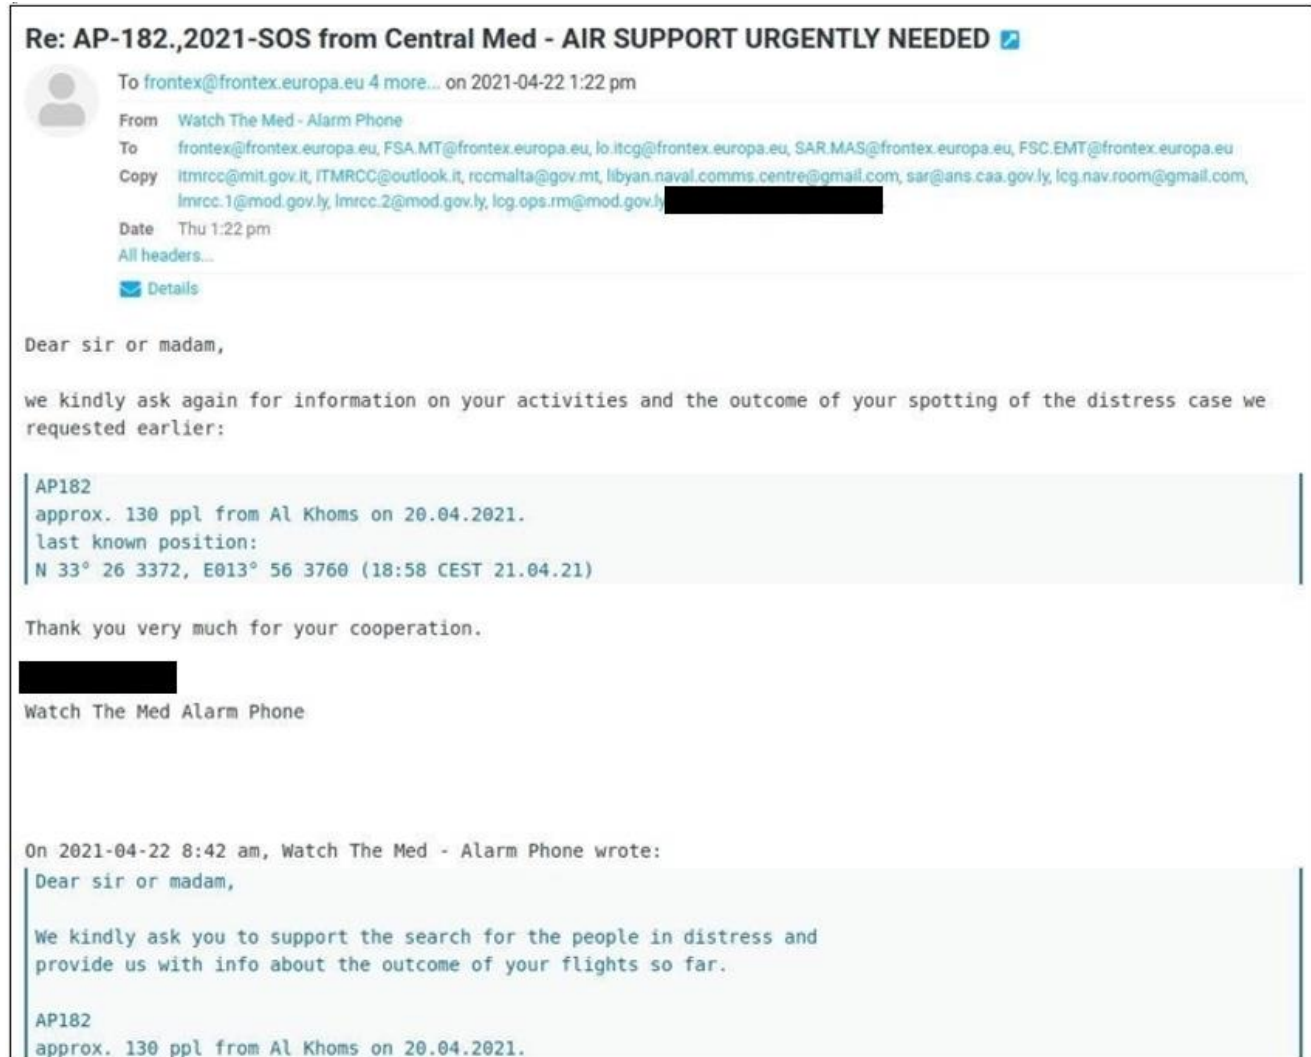 Re: AP-182.,2021-SOS from Central Med - AIR SUPPORT URGENTLY NEEDED
To frontex@frontex.europa.eu 4 more... on 2021-04-22 1:22 pm
From Watch The Med - Alarm Phone
To frontex@frontex.europa.eu, FSA.MT@frontex.europa.eu, lo.itcg@frontex.europa.eu, SAR.MAS@frontex.europa.eu, FSC.EMT@frontex.europa.eu
Copy itmrcc@mit.gov.it, ITMRCC@outlook.it, rccmalta@gov.mt, libyan.naval.comms.centre@gmail.com, sar@ans.caa.gov.ly, lcg.nav.room@gmail.com,
lmrcc.1@mod.gov.ly, lmrcc.2@mod.gov.ly, lcg.ops.rm@mod.gov.ly
Date Thu 1:22 pm
All headers...
Details
Dear sir or madam,
we kindly ask again for information on your activities and the outcome of your spotting of the distress case we
requested earlier:
AP182
approx. 130 ppl from Al Khoms on 20.04.2021.
last known position:
N 33° 26 3372, E013° 56 3760 (18:58 CEST 21.04.21)
Thank you very much for your cooperation.
Watch The Med Alarm Phone
On 2021-04-22 8:42 am, Watch The Med - Alarm Phone wrote:
Dear sir or madam,
We kindly ask you to support the search for the people in distress and
provide us with info about the outcome of your flights so far.
AP182
approx. 130 ppl from Al Khoms on 20.04.2021.